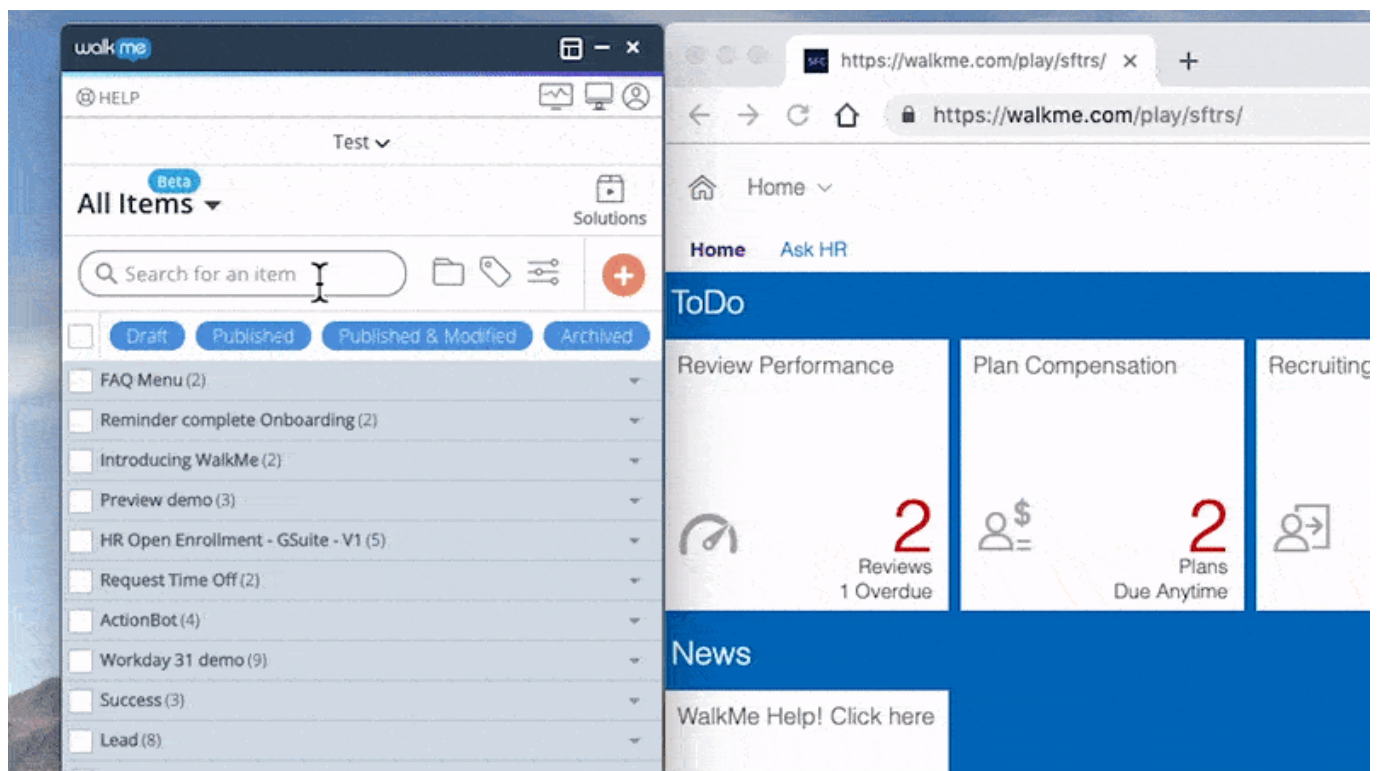 walk me
HELP
Test
Beta
All Items
Solutions
Search for an item
Draft Published Published & Modified Archived
FAQ Menu (2)
Reminder complete Onboarding (2)
Introducing WalkMe (2)
Preview demo (3)
HR Open Enrollment - GSuite - V1 (5)
Request Time Off (2)
ActionBot (4)
Workday 31 demo (9)
Success (3)
Lead (8)
SFC https://walkme.com/play/sftrs/
https://walkme.com/play/sftrs/
Home
Home Ask HR
ToDo
Review Performance
2
Reviews
1 Overdue
Plan Compensation
$
2
Plans
Due Anytime
Recruiting
News
WalkMe Help! Click here